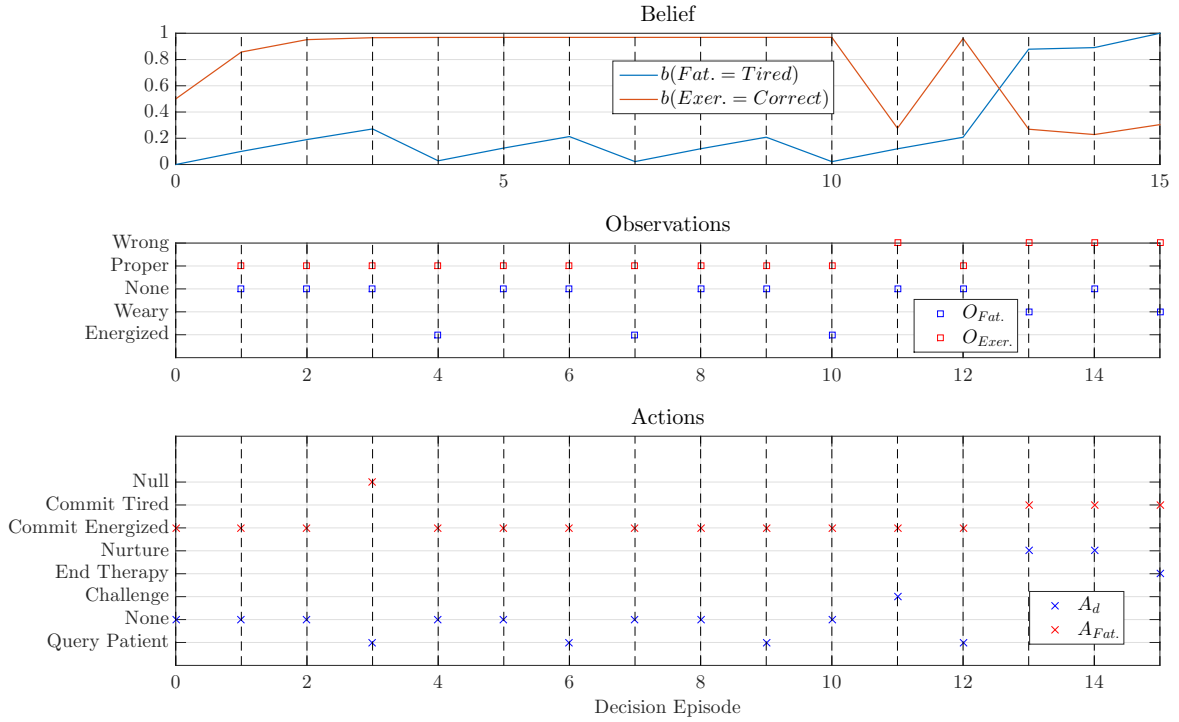 Belief
1
0.8
0.6
0.4
0.2
0
b(Fat. = Tired)
b(Exer. = Correct)
0 5 10 15
Observations
Wrong
Proper
None
Weary
Energized
O_Fat.
O_Exer.
0 2 4 6 8 10 12 14
Actions
Null
Commit Tired
Commit Energized
Nurture
End Therapy
Challenge
None
Query Patient
A_d
A_Fat.
0 2 4 6 8 10 12 14
Decision Episode